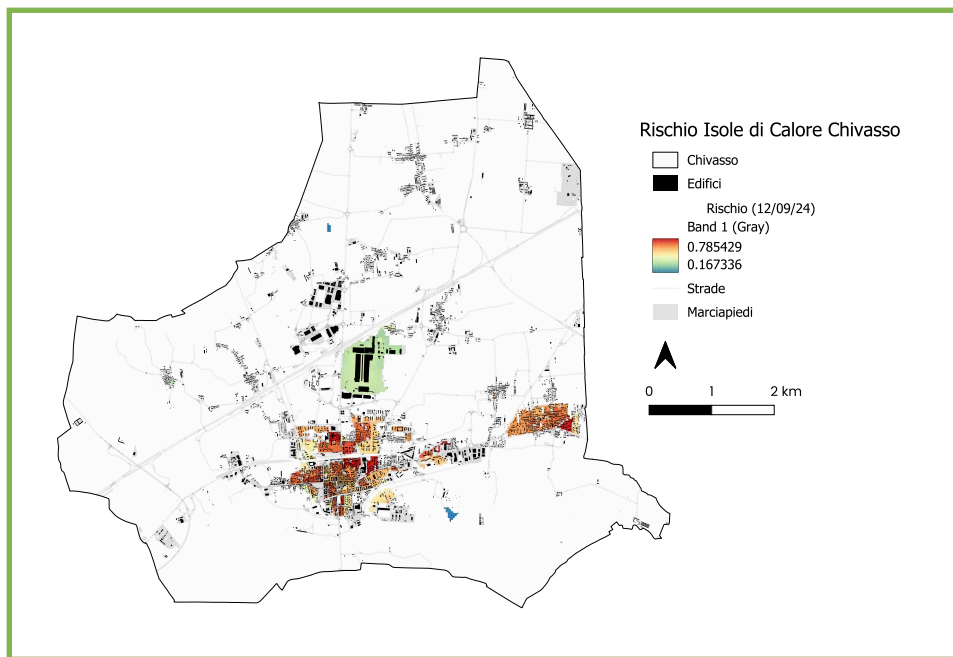 Rischio Isole di Calore Chivasso
Chivasso
Edifici
Rischio (12/09/24)
Band 1 (Gray)
0.785429
0.167336
Strade
Marciapiedi
0 1 2 km